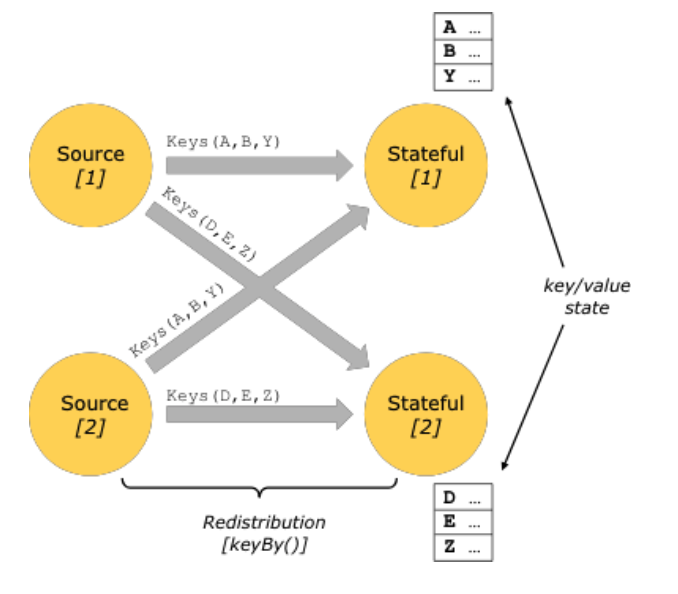 A ...
B ...
Y ...
Source
[1]
Keys(A,B,Y)
Stateful
[1]
Keys(D,E,Z)
key/value
state
Keys(A,B,Y)
Source
[2]
Keys(D,E,Z)
Stateful
[2]
Redistribution
[keyBy()]
D ...
E ...
Z ...